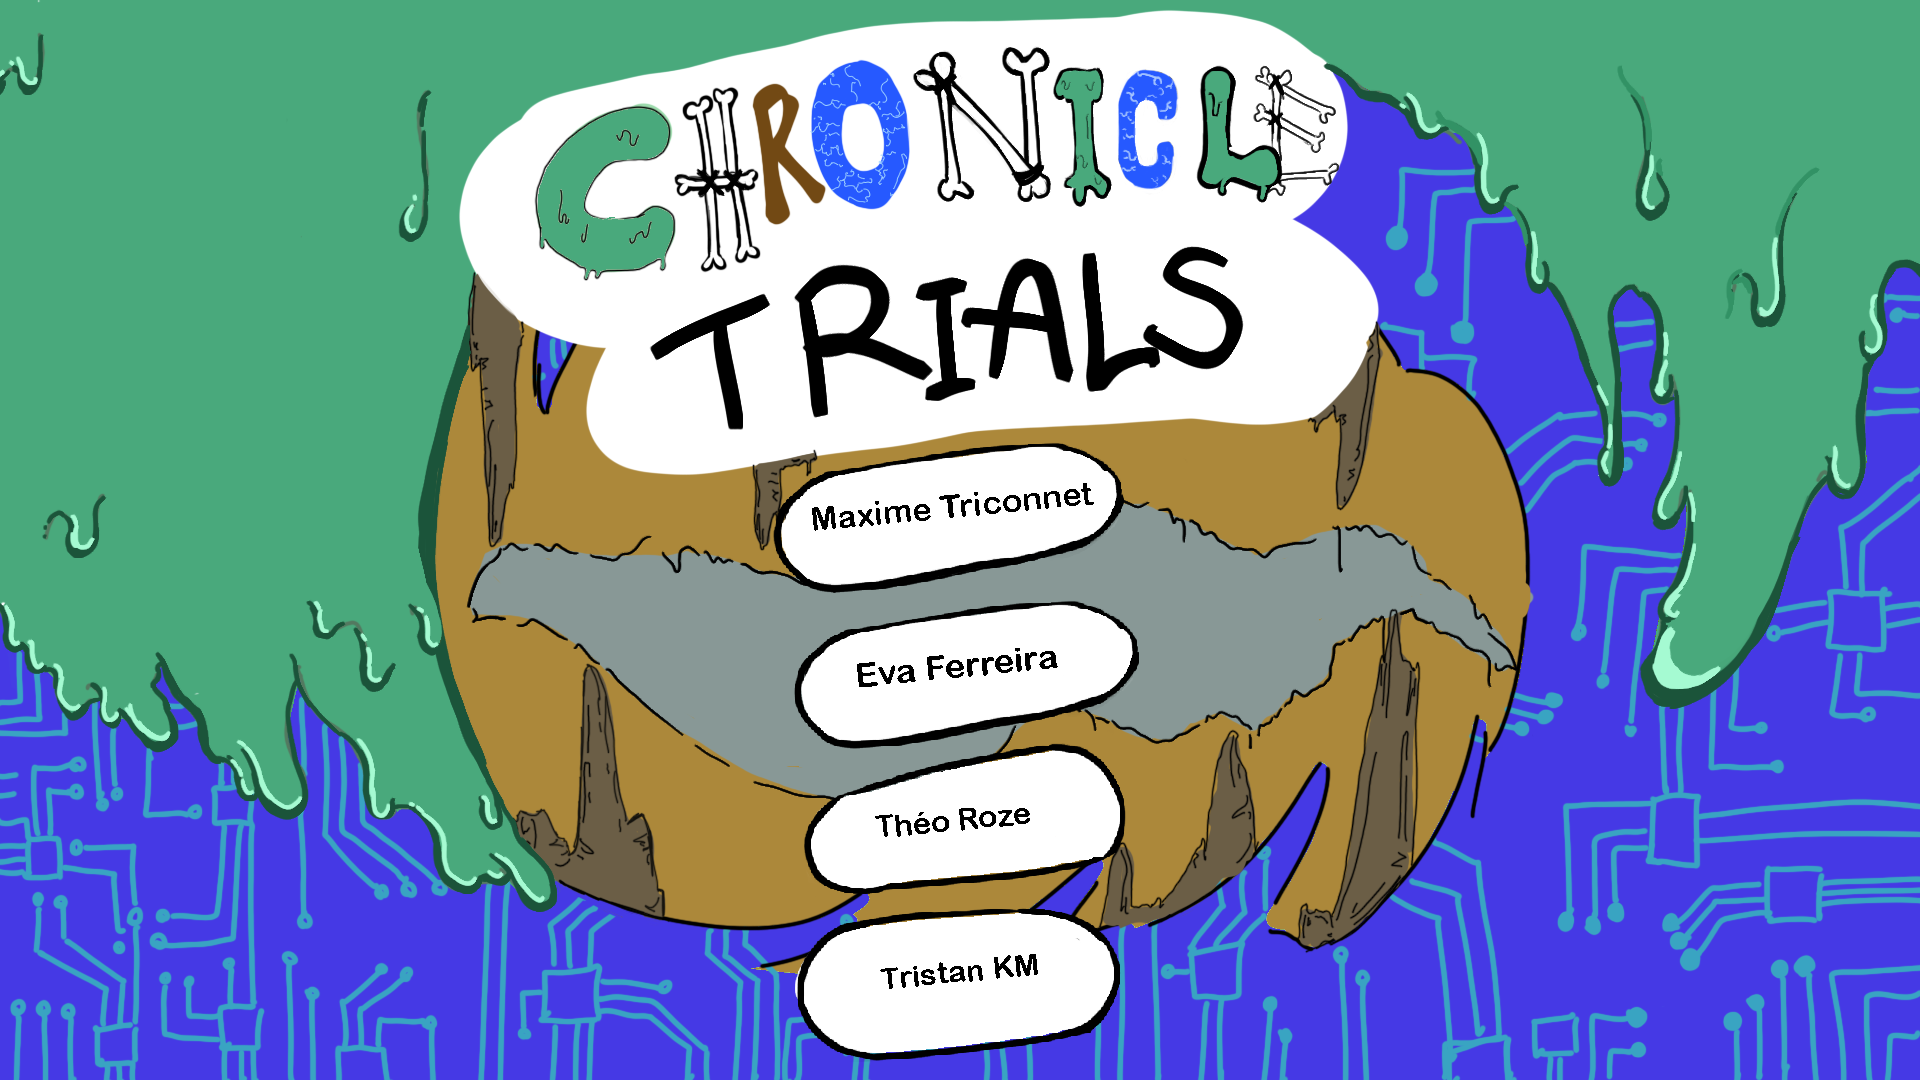 CHRONICLE
TRIALS
Maxime Triconnet
Eva Ferreira
Théo Roze
Tristan KM